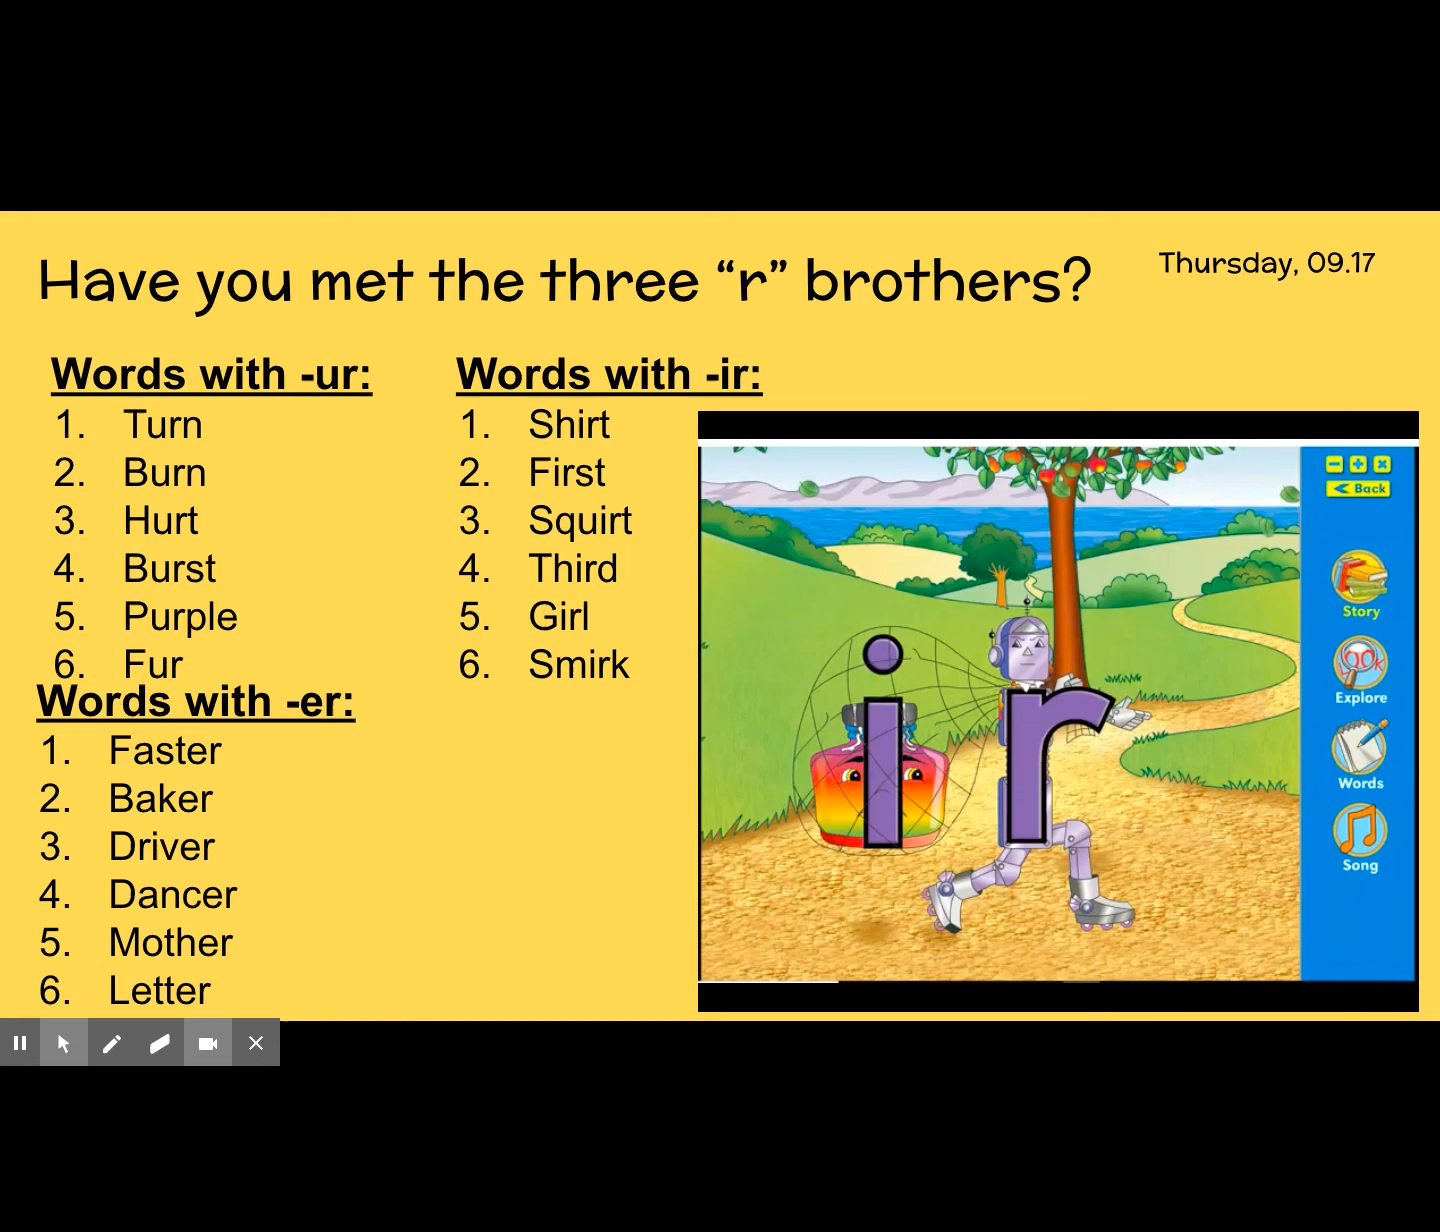 Have you met the three “r” brothers?
Thursday, 09.17
Words with -ur:
1. Turn
2. Burn
3. Hurt
4. Burst
5. Purple
6. Fur
Words with -er:
1. Faster
2. Baker
3. Driver
4. Dancer
5. Mother
6. Letter
Words with -ir:
1. Shirt
2. First
3. Squirt
4. Third
5. Girl
6. Smirk
ir
Back
Story
look
Explore
Words
Song